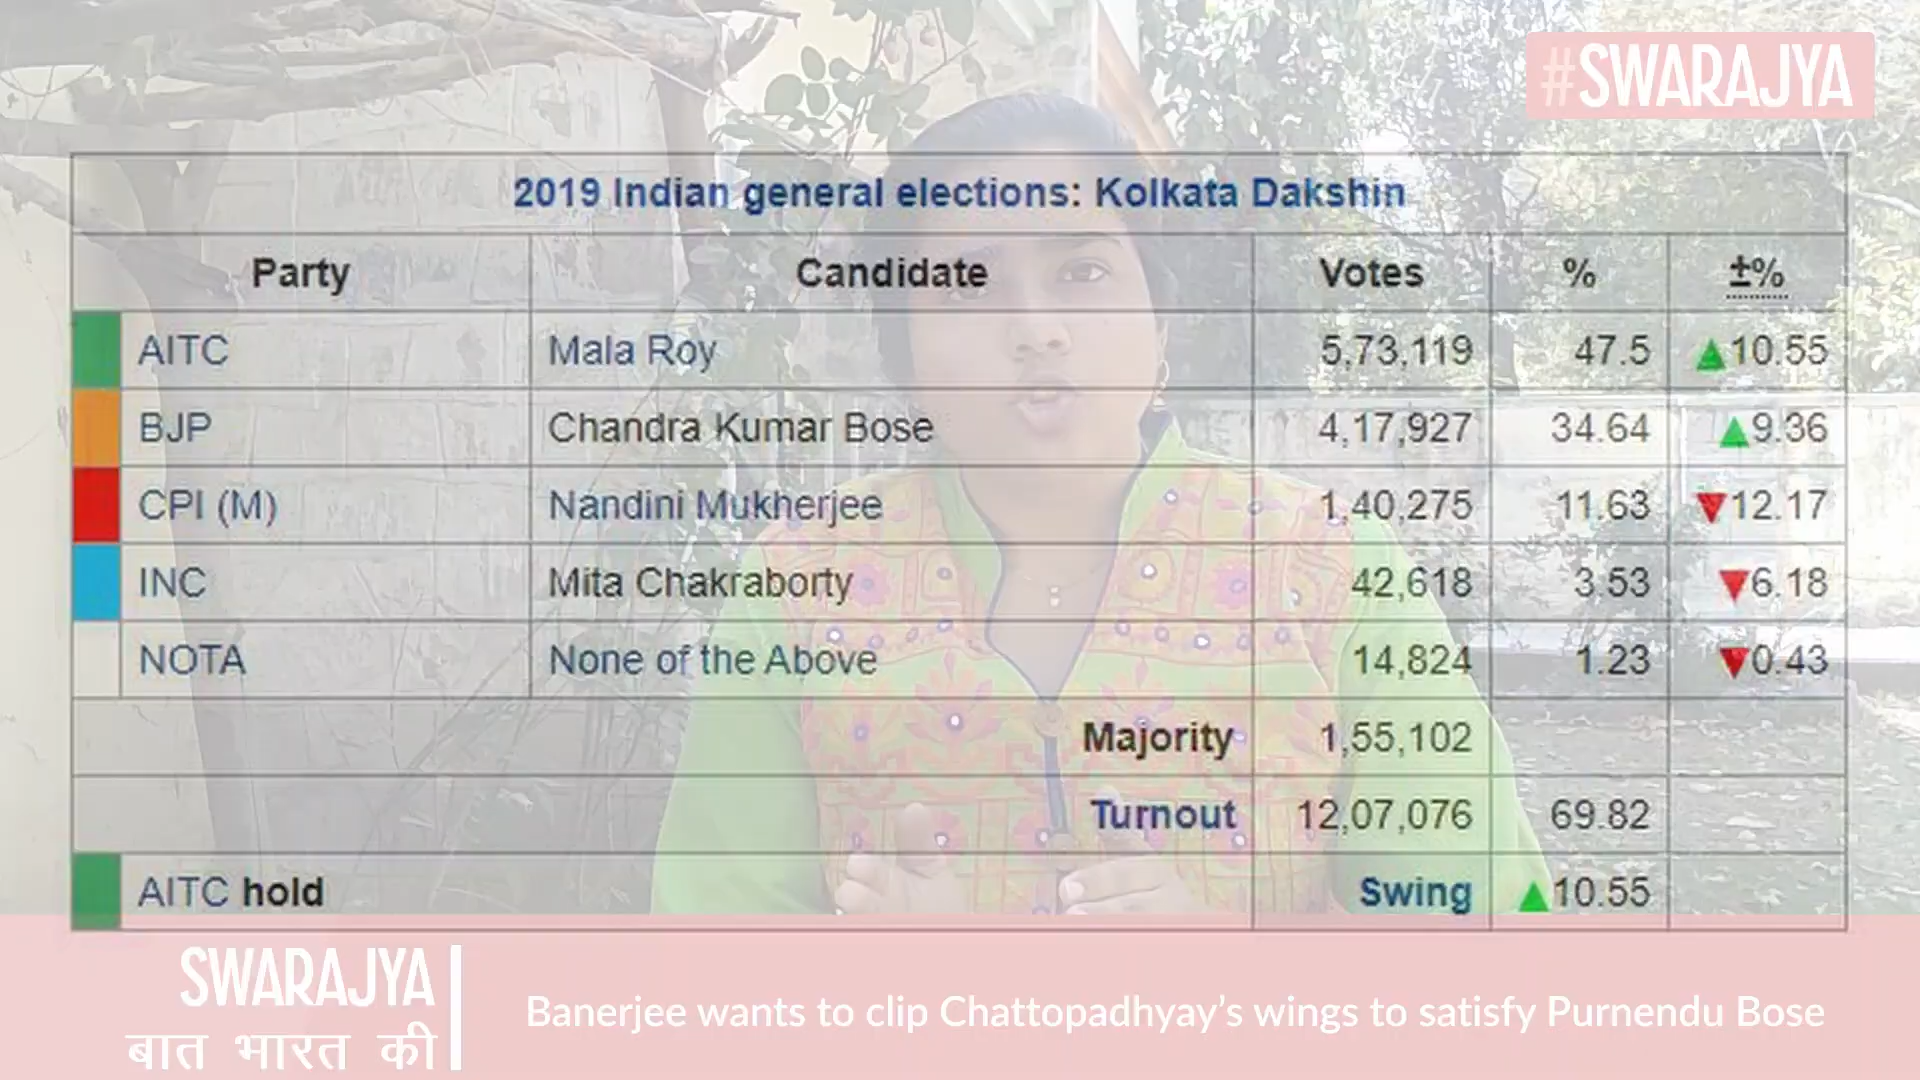 #SWARAJYA
2019 Indian general elections: Kolkata Dakshin
Party Candidate Votes % ±%
AITC Mala Roy 5,73,119 47.5 ▲10.55
BJP Chandra Kumar Bose 4,17,927 34.64 ▲9.36
CPI (M) Nandini Mukherjee 1,40,275 11.63 ▼12.17
INC Mita Chakraborty 42,618 3.53 ▼6.18
NOTA None of the Above 14,824 1.23 ▼0.43
Majority 1,55,102
Turnout 12,07,076 69.82
AITC hold Swing ▲10.55
SWARAJYA
बात भारत की
Banerjee wants to clip Chattopadhyay’s wings to satisfy Purnendu Bose